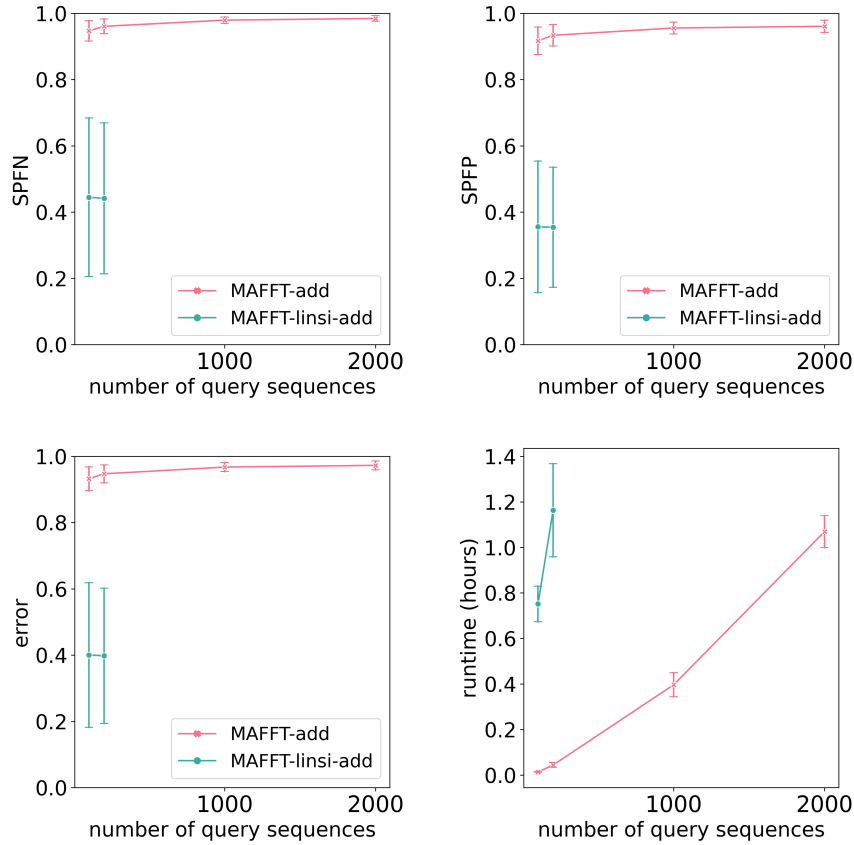 1.0
0.8
0.6
0.4
0.2
0.0
SPFN
MAFFT-add
MAFFT-linsi-add
1000
2000
number of query sequences
1.0
0.8
0.6
0.4
0.2
0.0
SPFP
MAFFT-add
MAFFT-linsi-add
1000
2000
number of query sequences
1.0
0.8
0.6
0.4
0.2
0.0
error
MAFFT-add
MAFFT-linsi-add
1000
2000
number of query sequences
1.4
1.2
1.0
0.8
0.6
0.4
0.2
0.0
runtime (hours)
1000
2000
number of query sequences